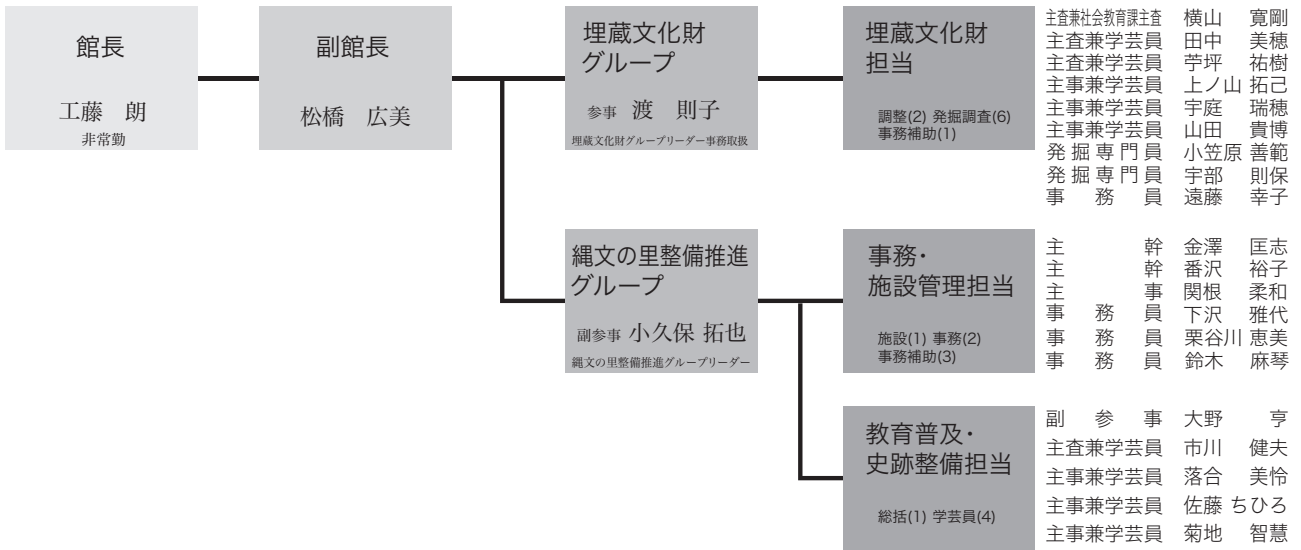 館長
工藤　朗
非常勤
副館長
松橋　広美
埋蔵文化財
グループ
参事 渡　則子
埋蔵文化財グループリーダー事務取扱
埋蔵文化財
担当
調整(2) 発掘調査(6)
事務補助(1)
主査兼社会教育課主査　横山　寛剛
主査兼学芸員　田中　美穂
主査兼学芸員　苧坪　祐樹
主事兼学芸員　上ノ山 拓己
主事兼学芸員　宇庭　瑞穂
主事兼学芸員　山田　貴博
発掘専門員　小笠原 善範
発掘専門員　宇部　則保
事務員　遠藤　幸子
縄文の里整備推進
グループ
副参事 小久保 拓也
縄文の里整備推進グループリーダー
事務・
施設管理担当
施設(1) 事務(2)
事務補助(3)
主幹　金澤　匡志
主幹　番沢　裕子
主事　関根　柔和
事務員　下沢　雅代
事務員　栗谷川 恵美
事務員　鈴木　麻琴
教育普及・
史跡整備担当
総括(1) 学芸員(4)
副参事　大野　亨
主査兼学芸員　市川　健夫
主事兼学芸員　落合　美怜
主事兼学芸員　佐藤 ちひろ
主事兼学芸員　菊地　智慧